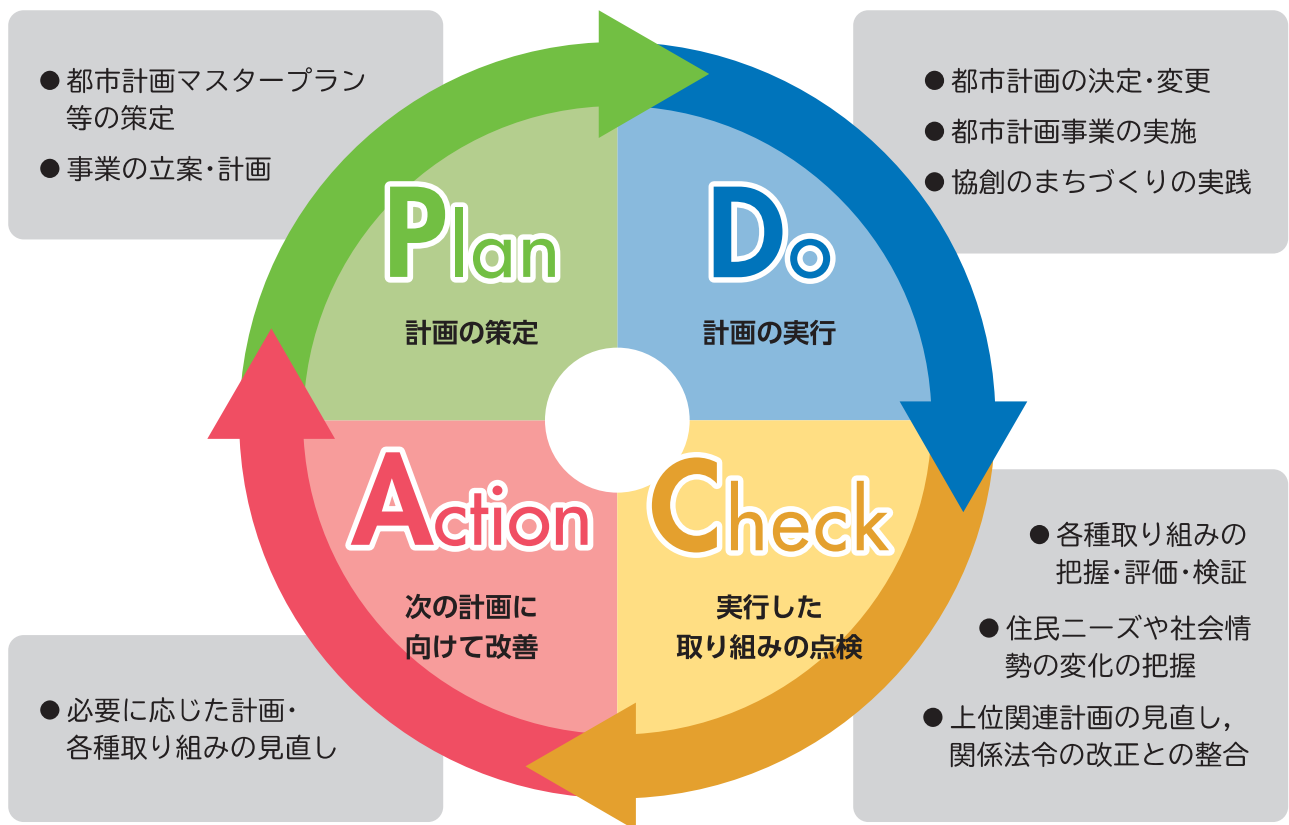 ● 都市計画マスタープラン
等の策定
● 事業の立案・計画
Plan
計画の策定
● 都市計画の決定・変更
● 都市計画事業の実施
● 協創のまちづくりの実践
Do
計画の実行
Check
実行した
取り組みの点検
● 各種取り組みの
把握・評価・検証
● 住民ニーズや社会情
勢の変化の把握
● 上位関連計画の見直し，
関係法令の改正との整合
Action
次の計画に
向けて改善
● 必要に応じた計画・
各種取り組みの見直し